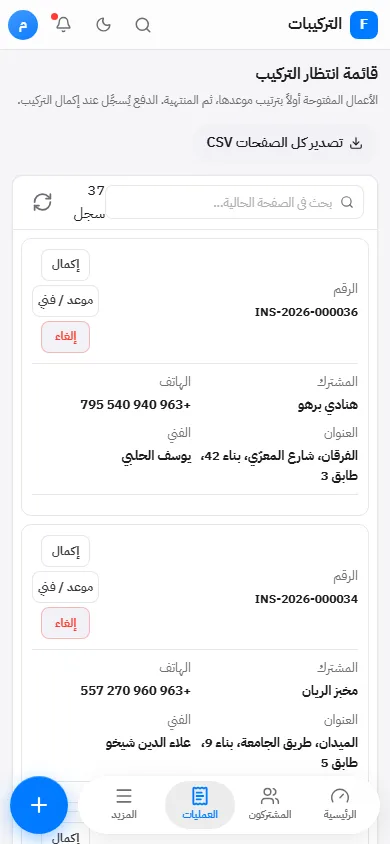 F التركيبات
م
قائمة انتظار التركيب
الأعمال المفتوحة أولاً بترتيب موعدها، ثم المنتهية. الدفع يُسجَّل عند إكمال التركيب.
تصدير كل الصفحات CSV
بحث في الصفحة الحالية...
37
سجل
الرقم
INS-2026-000036
إكمال
موعد / فني
إلغاء
المشترك
هنادي برهو
الهاتف
+963 940 540 795
العنوان
الفرقان، شارع المعرّي، بناء 42،
طابق 3
الفني
يوسف الحلبي
الرقم
INS-2026-000034
إكمال
موعد / فني
إلغاء
المشترك
مخبز الريان
الهاتف
+963 960 270 557
العنوان
الميدان، طريق الجامعة، بناء 9،
طابق 5
الفني
علاء الدين شيخو
إكمال
الرئيسية
المشتركون
العمليات
المزيد